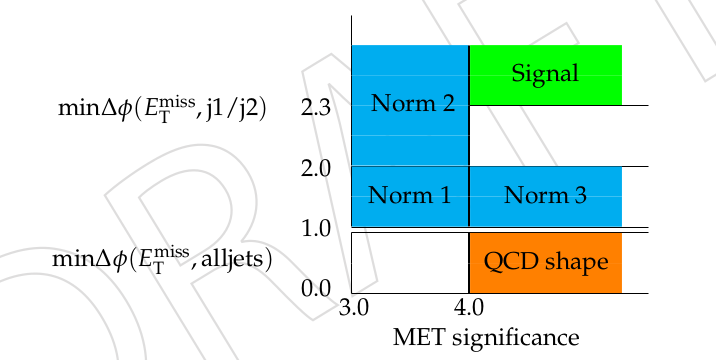 Signal
minΔϕ(E_T^miss, j1/j2)
2.3
Norm 2
2.0
Norm 1
Norm 3
1.0
minΔϕ(E_T^miss, alljets)
QCD shape
0.0
3.0
4.0
MET significance
DRAFT